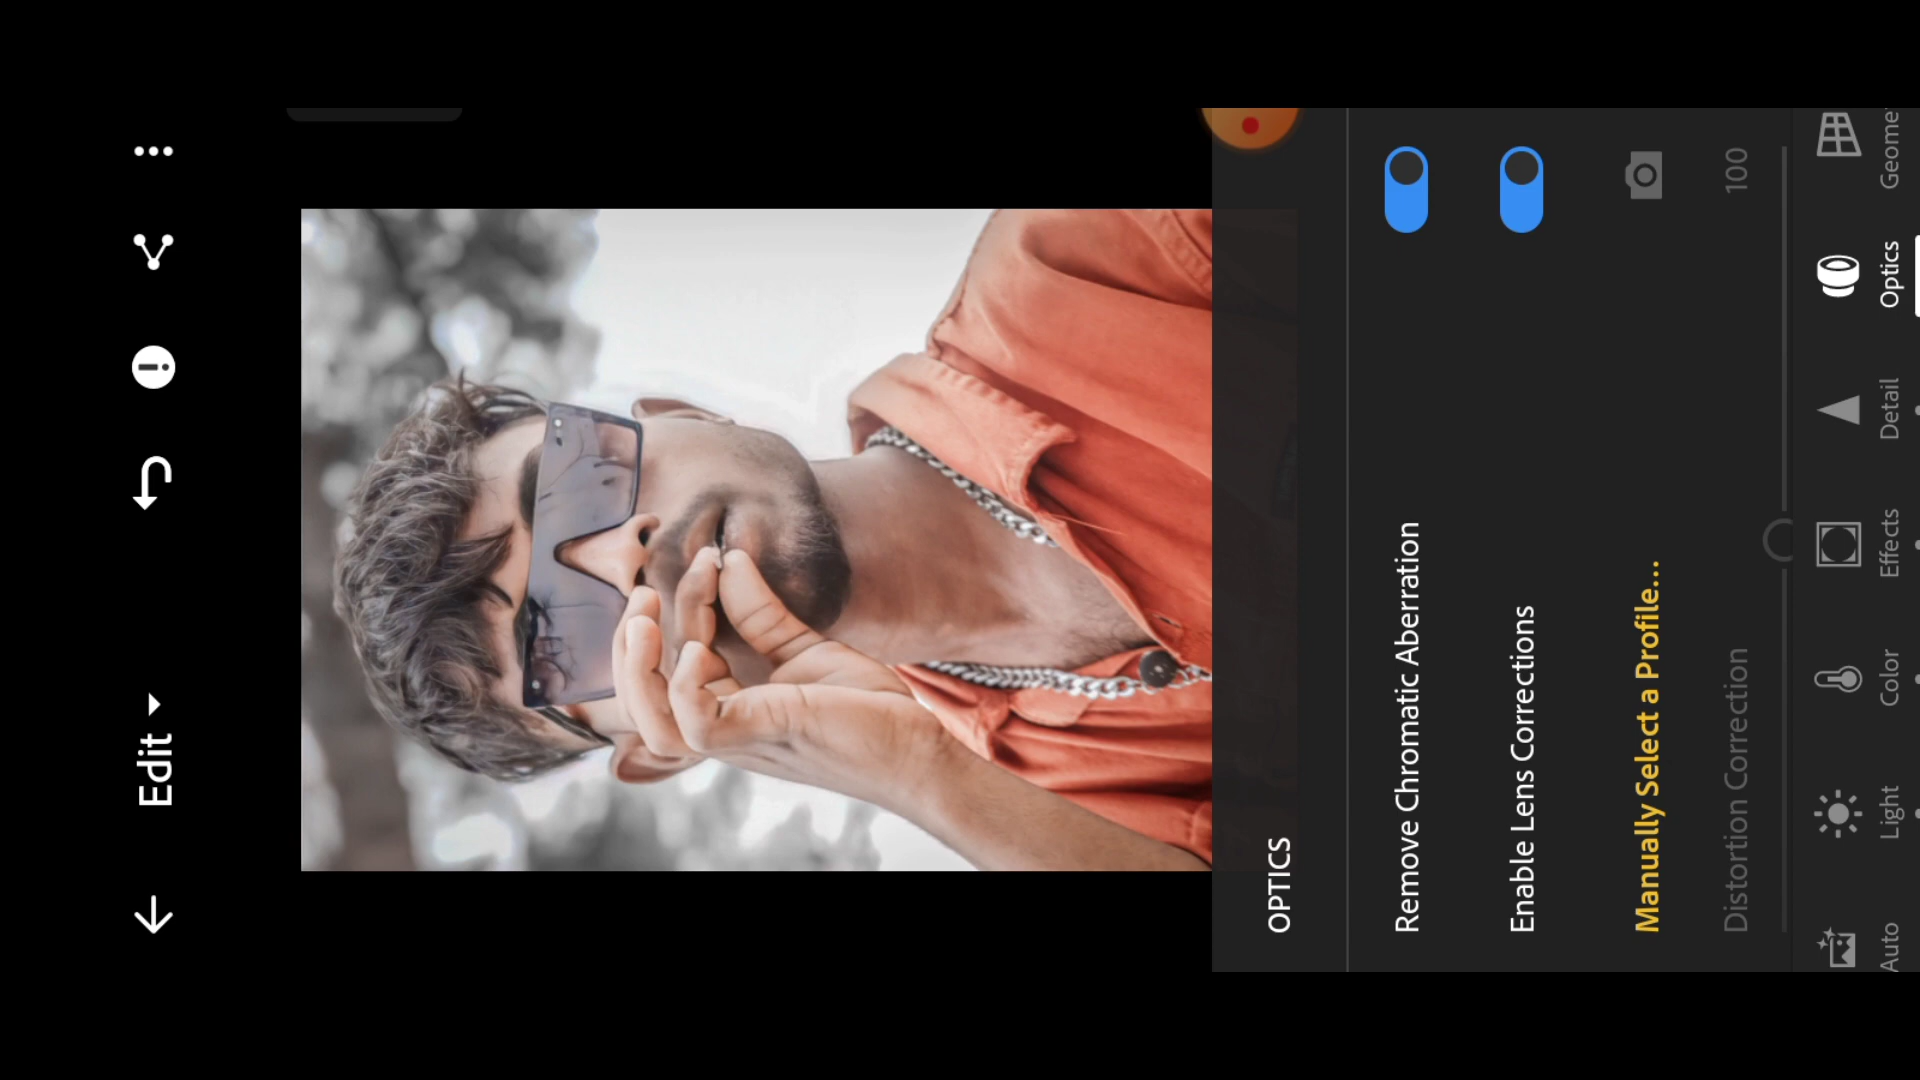 Edit
OPTICS
Remove Chromatic Aberration
Enable Lens Corrections
Manually Select a Profile...
Distortion Correction 100
Auto Light Color Effects Detail Optics Geome